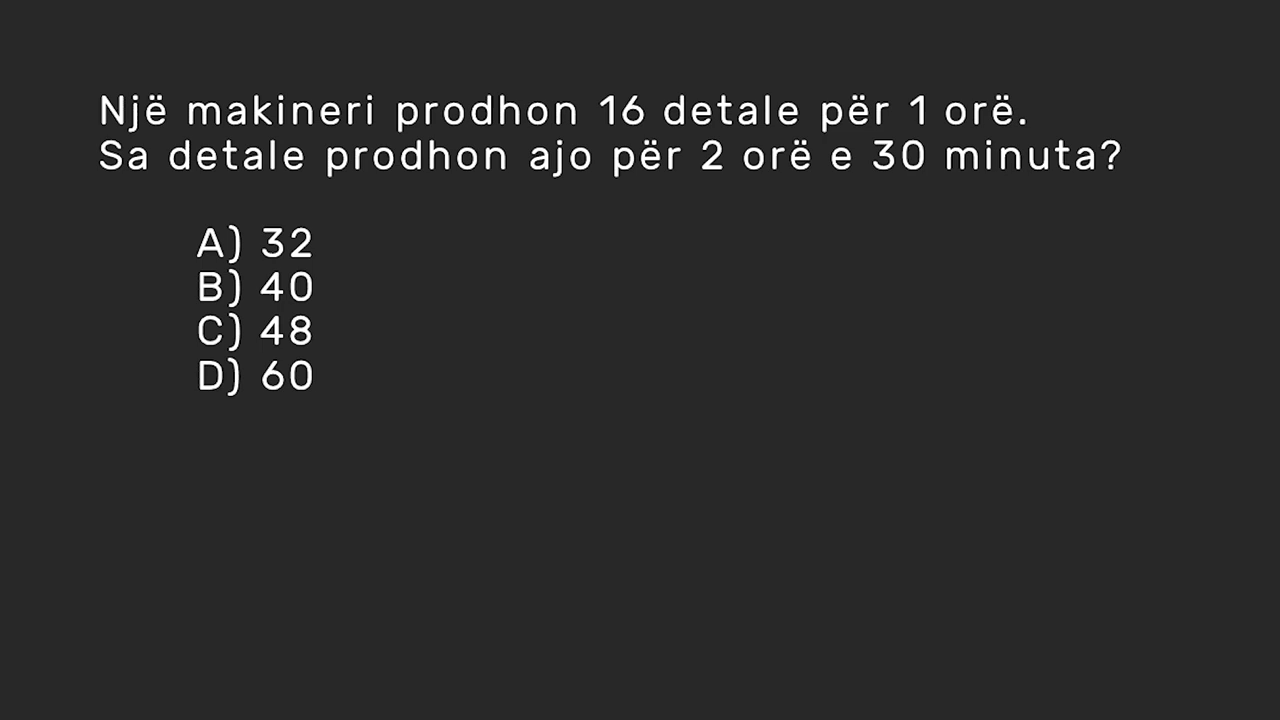 Një makineri prodhon 16 detale për 1 orë.
Sa detale prodhon ajo për 2 orë e 30 minuta?
A) 32
B) 40
C) 48
D) 60